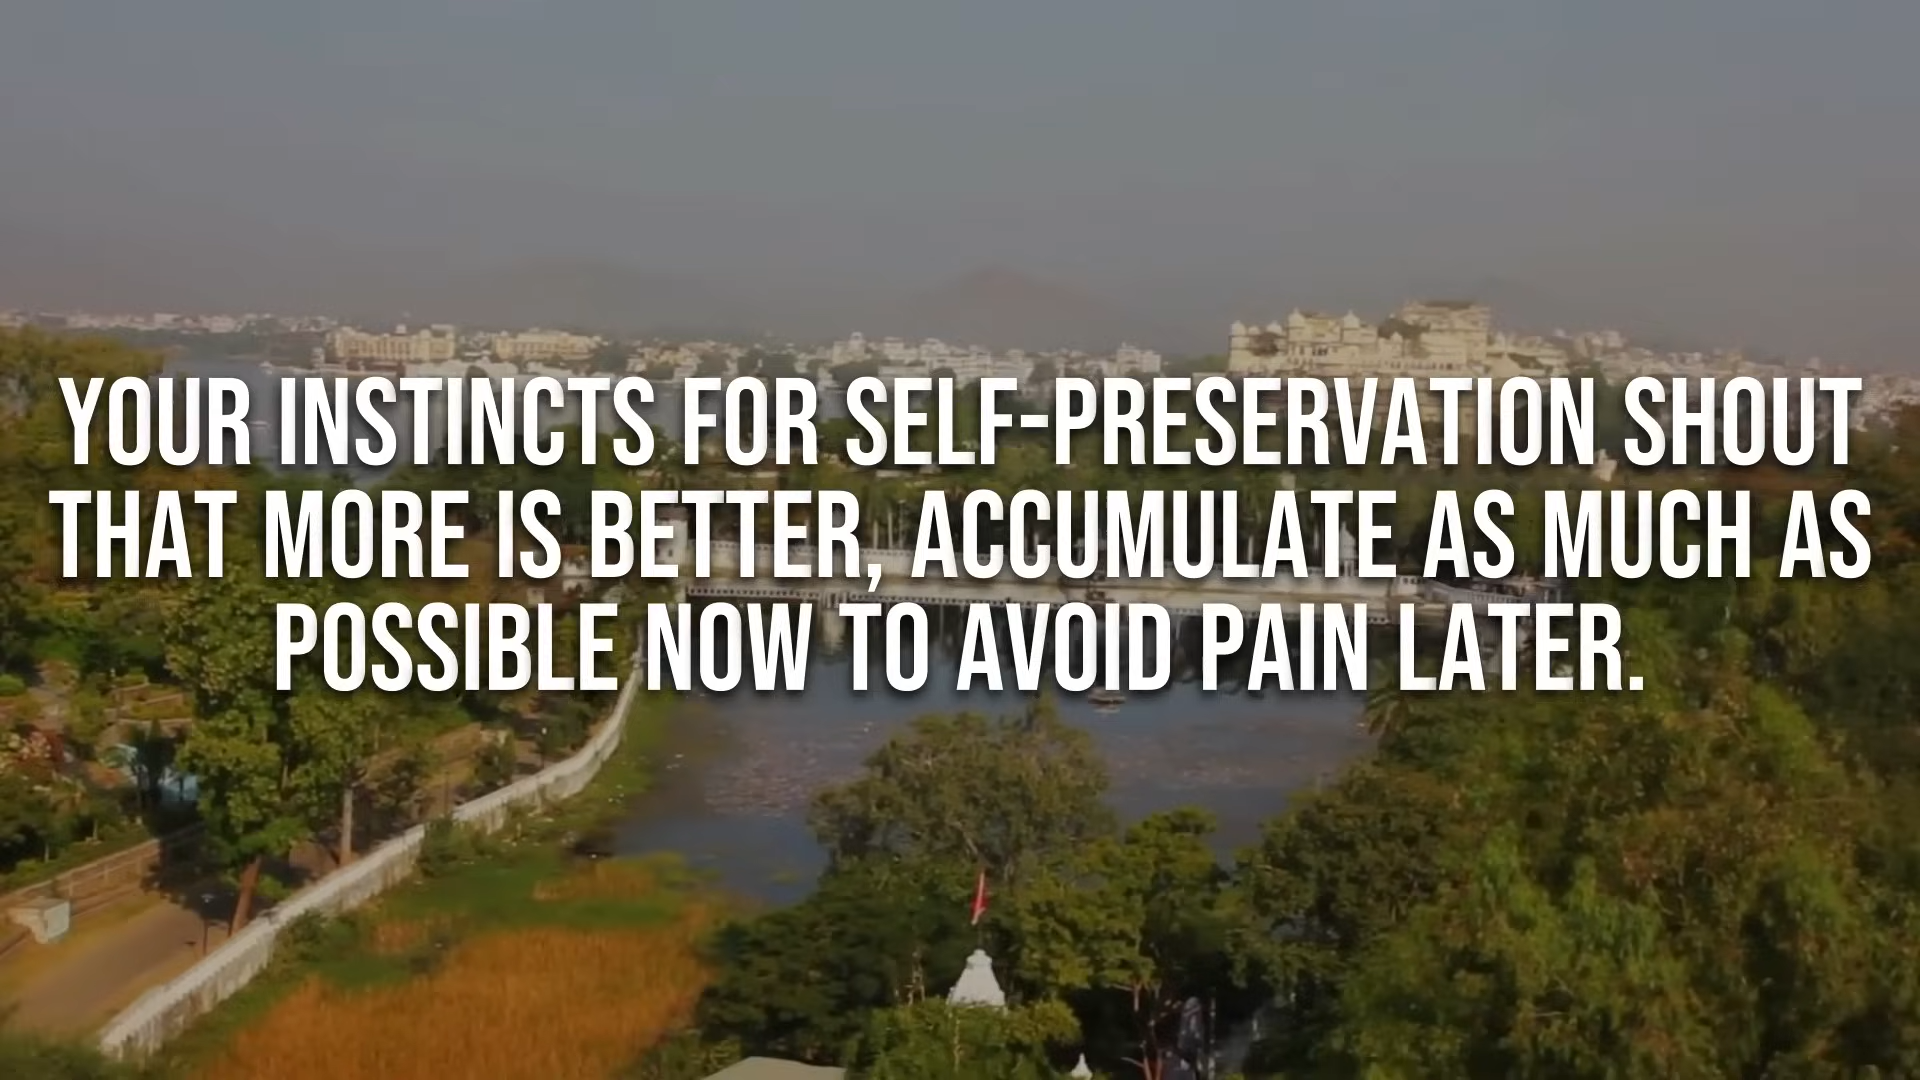 YOUR INSTINCTS FOR SELF-PRESERVATION SHOUT
THAT MORE IS BETTER, ACCUMULATE AS MUCH AS
POSSIBLE NOW TO AVOID PAIN LATER.